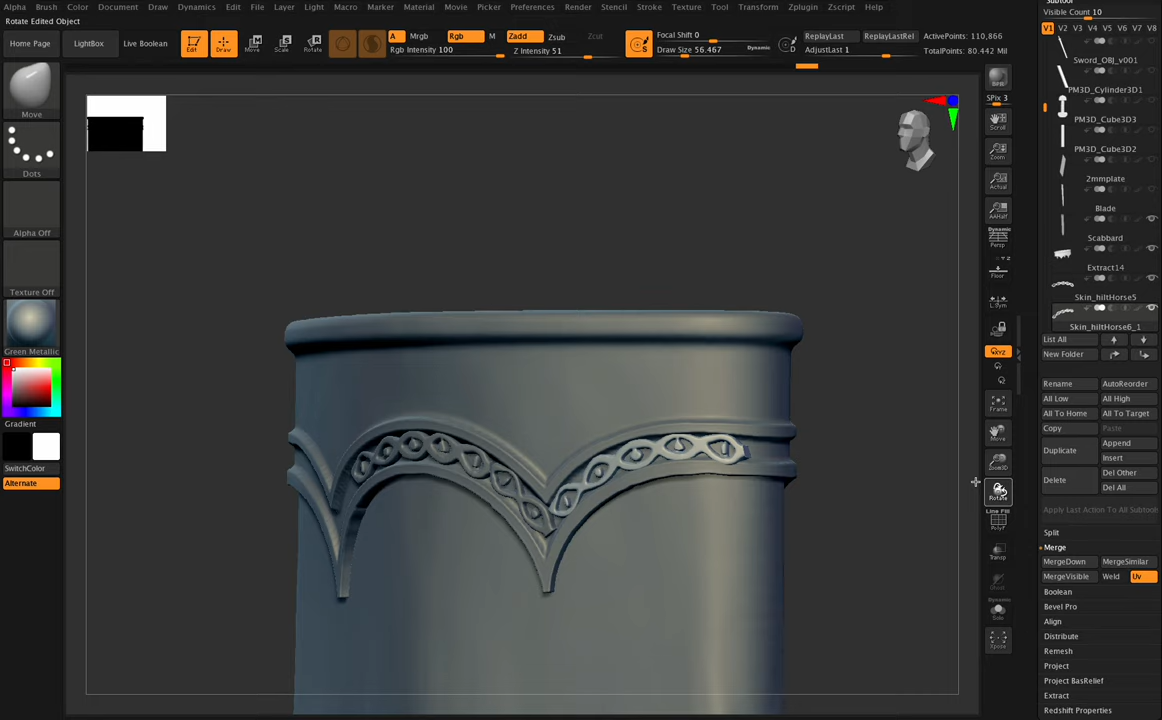 Alpha Brush Color Document Draw Dynamics Edit File Layer Light Macro Marker Material Movie Picker Preferences Render Stencil Stroke Texture Tool Transform Zplugin Zscript Help
Rotate Edited Object
Home Page LightBox Live Boolean Edit Draw Move Scale Rotate
A Mrgb Rgb M Zadd Zsub Zcut
Rgb Intensity 100 Z Intensity 51
Focal Shift 0
Draw Size 56.467 Dynamic
ReplayLast ReplayLastRel
AdjustLast 1
ActivePoints: 110,866
TotalPoints: 80.442 Mil
Move
Dots
Alpha Off
Texture Off
Green Metallic
Gradient
SwitchColor
Alternate
SPix 3
Scroll
Zoom
Actual
AAHalf
Dynamic
Persp
Floor
L.Sym
XYZ
Frame
Move
Zoom3D
Rotate
Line Fill
PolyF
Transp
Dynamic
Solo
Xpose
Subtool
Visible Count 10
V1 V2 V3 V4 V5 V6 V7 V8
Sword_OBJ_v001
PM3D_Cylinder3D1
PM3D_Cube3D3
PM3D_Cube3D2
2mmplate
Blade
Scabbard
Extract14
Skin_hiltHorse5
Skin_hiltHorse6_1
List All
New Folder
Rename AutoReorder
All Low All High
All To Home All To Target
Copy Paste
Duplicate Append
Insert
Delete Del Other
Del All
Apply Last Action To All Subtools
Split
Merge
MergeDown MergeSimilar
MergeVisible Weld Uv
Boolean
Bevel Pro
Align
Distribute
Remesh
Project
Project BasRelief
Extract
Redshift Properties